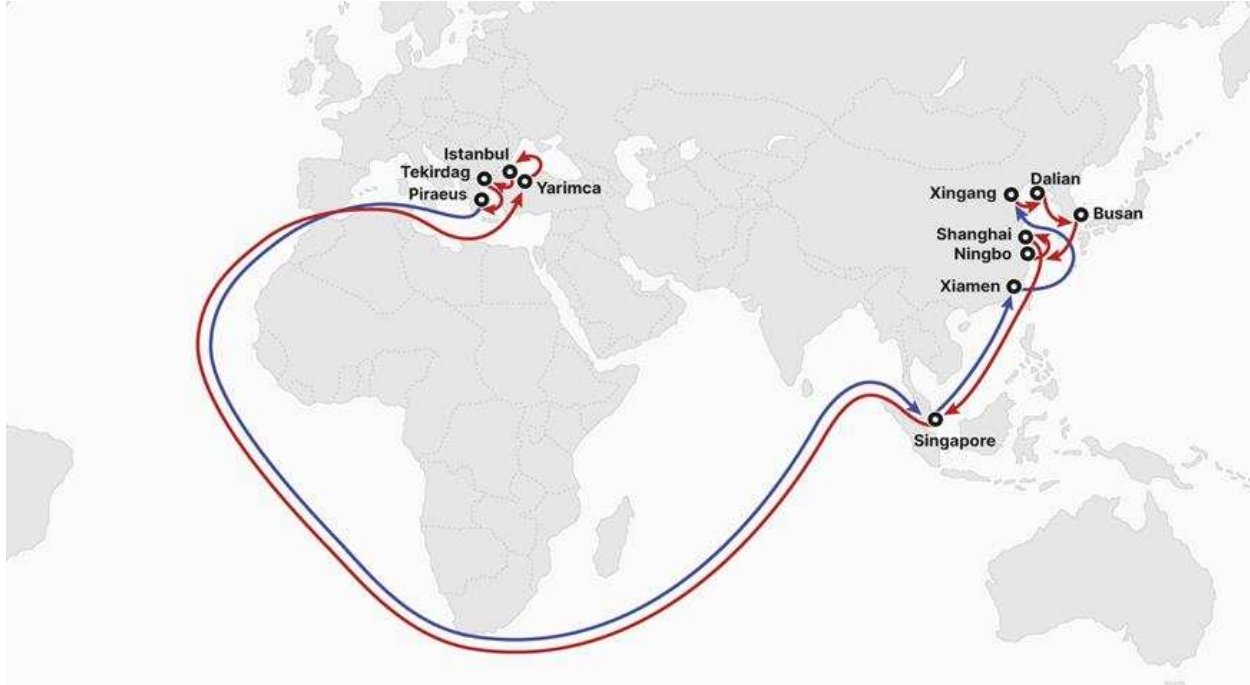 Istanbul
Tekirdag
Piraeus
Yarimca
Dalian
Xingang
Busan
Shanghai
Ningbo
Xiamen
Singapore